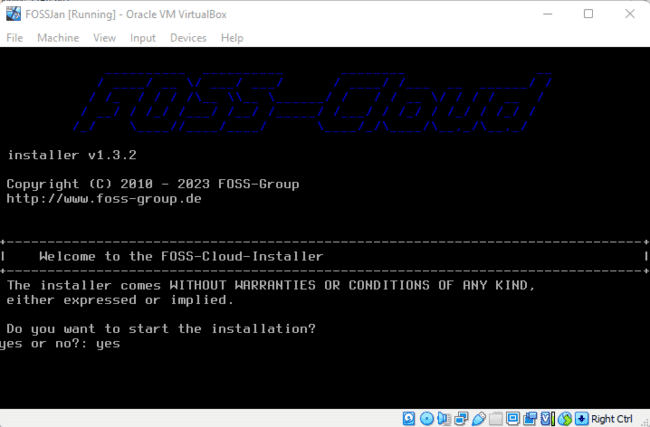 FOSSJan [Running] - Oracle VM VirtualBox
File Machine View Input Devices Help
FOSS-Cloud
installer v1.3.2
Copyright (C) 2010 - 2023 FOSS-Group
http://www.foss-group.de
Welcome to the FOSS-Cloud-Installer
The installer comes WITHOUT WARRANTIES OR CONDITIONS OF ANY KIND,
either expressed or implied.
Do you want to start the installation?
yes or no?: yes
Right Ctrl